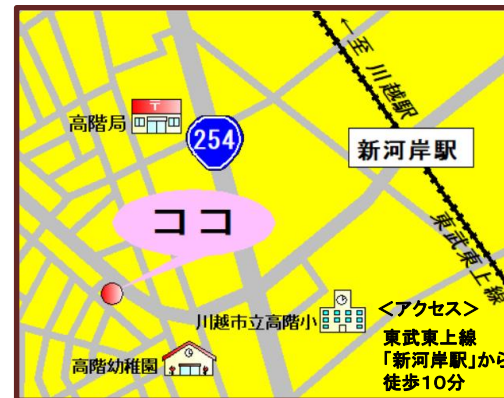 ←至 川越駅
高階局
〒
254
新河岸駅
ココ
東武東上線
川越市立高階小
高階幼稚園
<アクセス>
東武東上線
「新河岸駅」から
徒歩10分